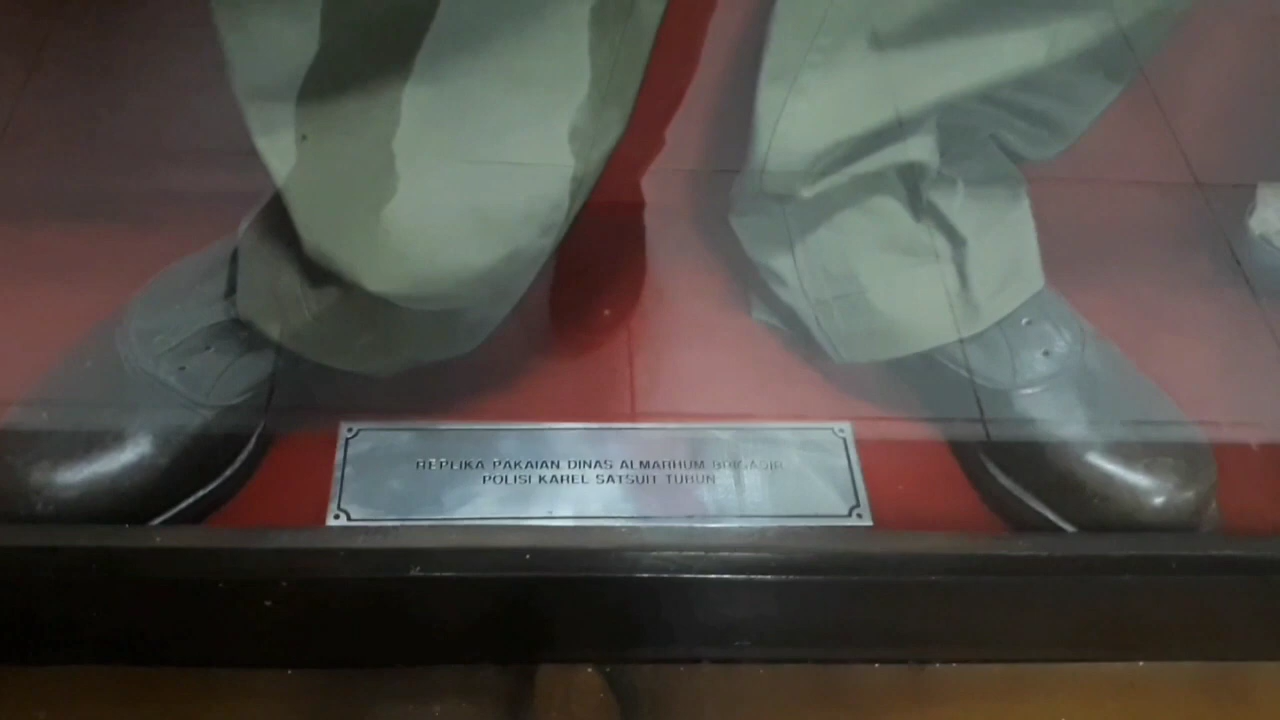 REPLIKA PAKAIAN DINAS ALMARHUM BRIGADIR
POLISI KAREL SATSUIT TUBUN